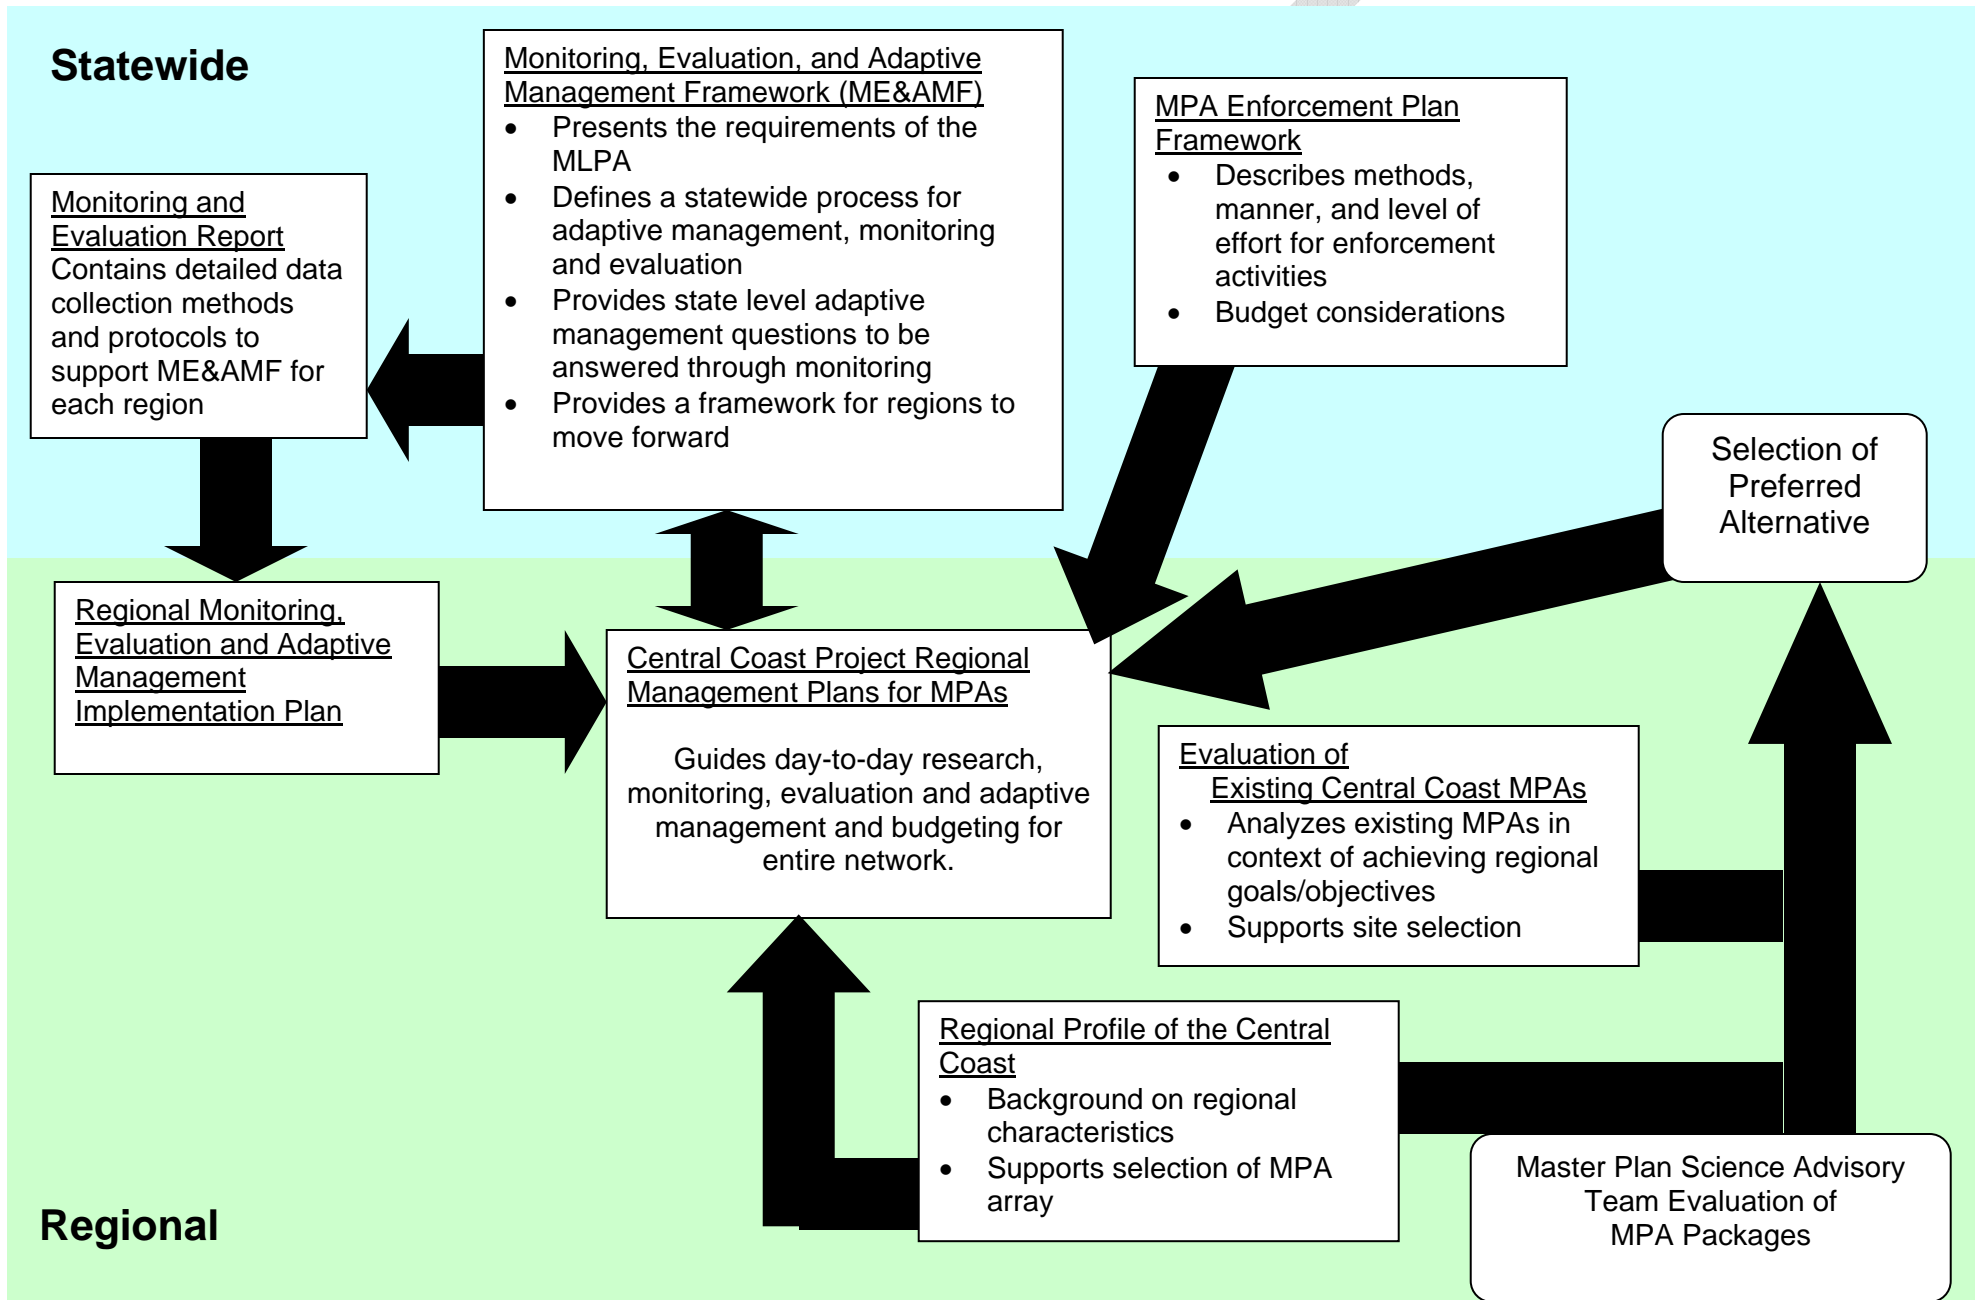 Statewide
Monitoring, Evaluation, and Adaptive
Management Framework (ME&AMF)
• Presents the requirements of the
MLPA
• Defines a statewide process for
adaptive management, monitoring
and evaluation
• Provides state level adaptive
management questions to be
answered through monitoring
• Provides a framework for regions to
move forward
MPA Enforcement Plan
Framework
• Describes methods,
manner, and level of
effort for enforcement
activities
• Budget considerations
Monitoring and
Evaluation Report
Contains detailed data
collection methods
and protocols to
support ME&AMF for
each region
Selection of
Preferred
Alternative
Regional Monitoring,
Evaluation and Adaptive
Management
Implementation Plan
Central Coast Project Regional
Management Plans for MPAs
Guides day-to-day research,
monitoring, evaluation and adaptive
management and budgeting for
entire network.
Evaluation of
Existing Central Coast MPAs
• Analyzes existing MPAs in
context of achieving regional
goals/objectives
• Supports site selection
Regional Profile of the Central
Coast
• Background on regional
characteristics
• Supports selection of MPA
array
Master Plan Science Advisory
Team Evaluation of
MPA Packages
Regional